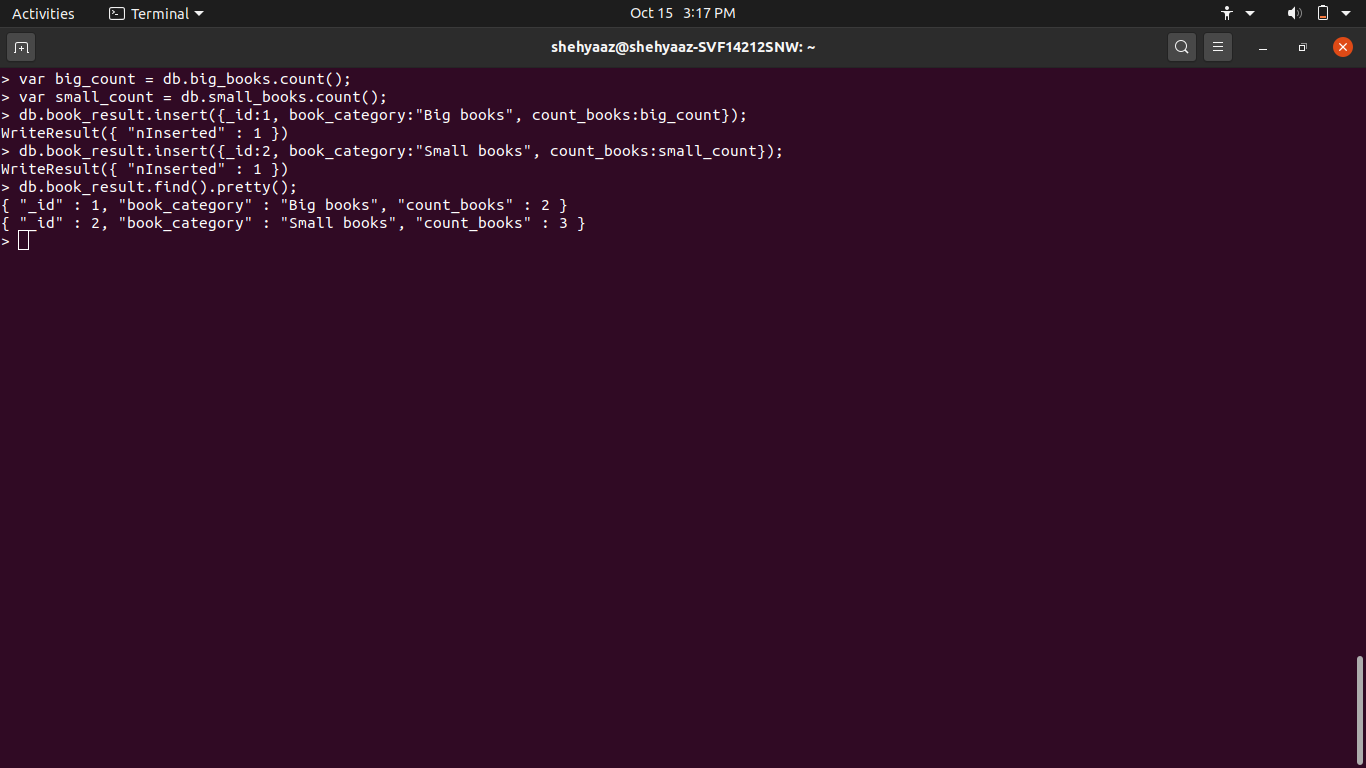 Activities Terminal Oct 15 3:17 PM
shehyaaz@shehyaaz-SVF14212SNW: ~
> var big_count = db.big_books.count();
> var small_count = db.small_books.count();
> db.book_result.insert({_id:1, book_category:"Big books", count_books:big_count});
WriteResult({ "nInserted" : 1 })
> db.book_result.insert({_id:2, book_category:"Small books", count_books:small_count});
WriteResult({ "nInserted" : 1 })
> db.book_result.find().pretty();
{ "_id" : 1, "book_category" : "Big books", "count_books" : 2 }
{ "_id" : 2, "book_category" : "Small books", "count_books" : 3 }
>